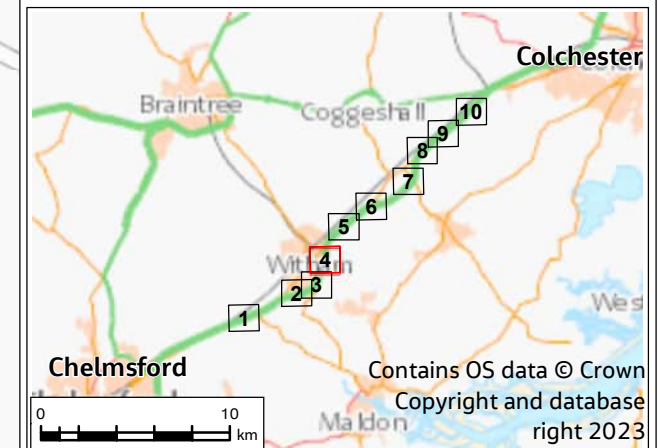 Colchester
Braintree
Coggeshall
10
9
8
7
6
5
Witham
4
3
2
1
Wes
Chelmsford
Contains OS data © Crown
Copyright and database
right 2023
0 10
km
Maldon